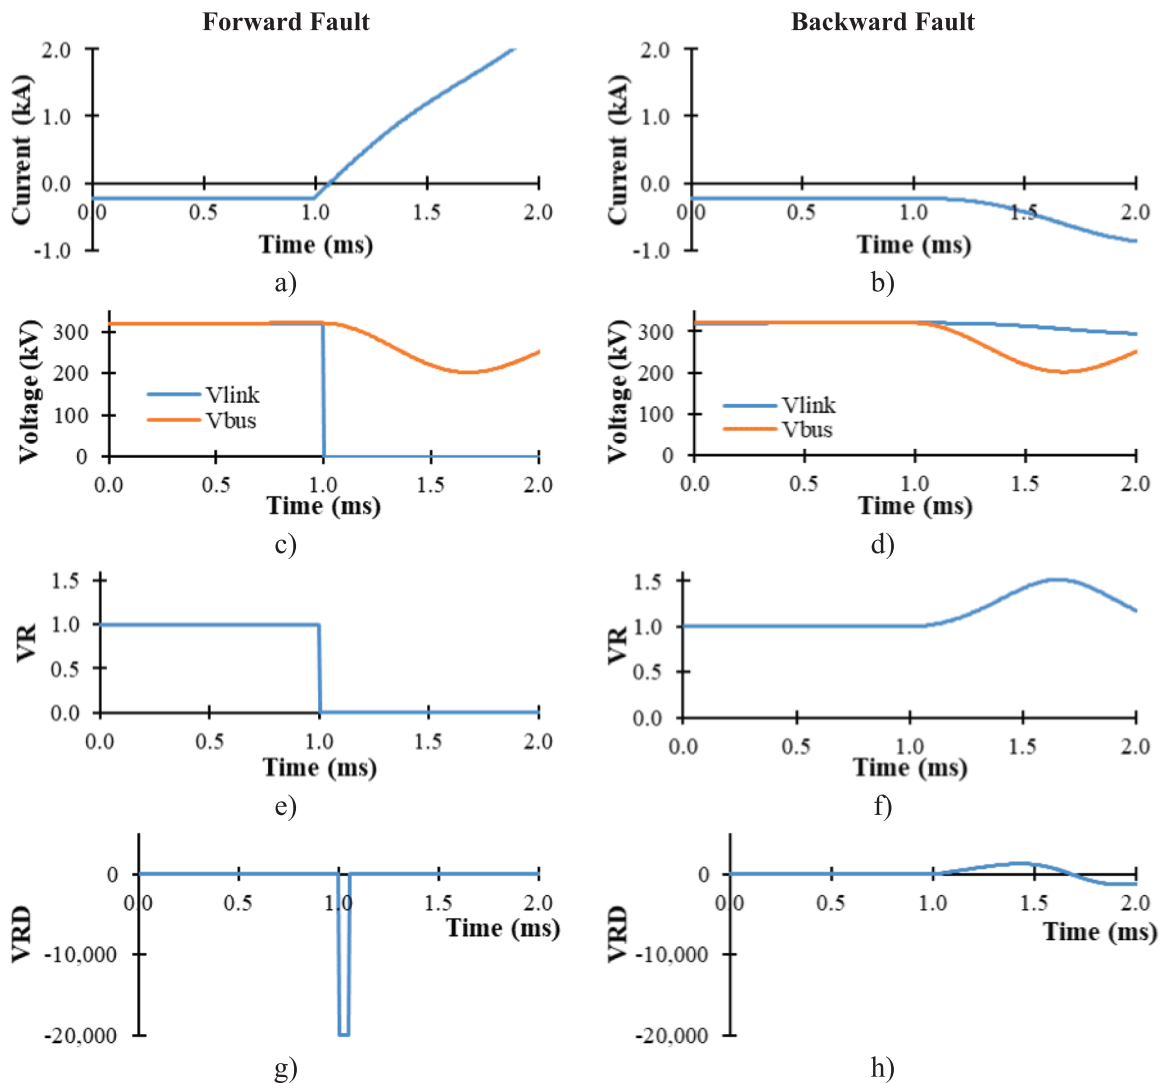 Forward Fault
Backward Fault
2.0
1.0
0.0
-1.0
Current (kA)
0.0 0.5 1.0 1.5 2.0
Time (ms)
a)
2.0
1.0
0.0
-1.0
Current (kA)
0.0 0.5 1.0 1.5 2.0
Time (ms)
b)
300
200
100
0
Voltage (kV)
Vlink
Vbus
0.0 0.5 1.0 1.5 2.0
Time (ms)
c)
300
200
100
0
Voltage (kV)
Vlink
Vbus
0.0 0.5 1.0 1.5 2.0
Time (ms)
d)
1.5
1.0
0.5
0.0
VR
0.0 0.5 1.0 1.5 2.0
Time (ms)
e)
1.5
1.0
0.5
0.0
VR
0.0 0.5 1.0 1.5 2.0
Time (ms)
f)
0
-10,000
-20,000
VRD
0.0 0.5 1.0 1.5 2.0
Time (ms)
g)
0
-10,000
-20,000
VRD
0.0 0.5 1.0 1.5 2.0
Time (ms)
h)